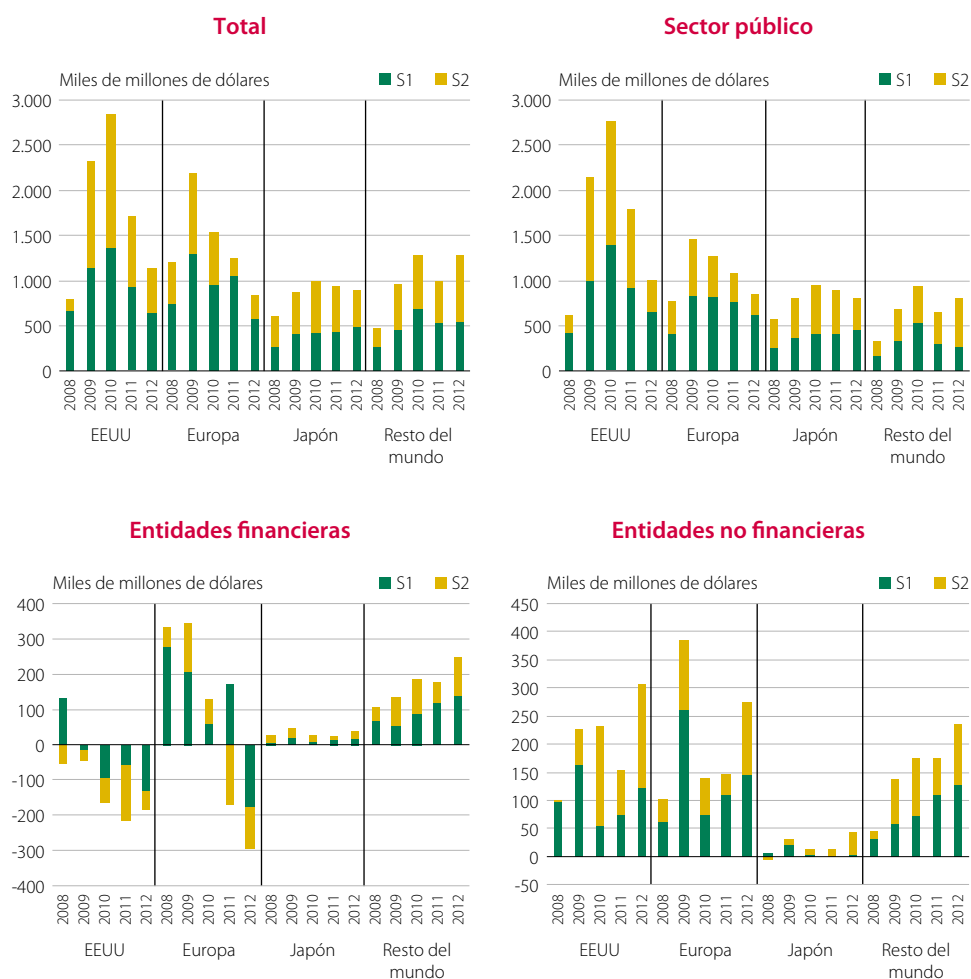 Total
Miles de millones de dólares S1 S2
3.000
2.500
2.000
1.500
1.000
500
0
2008 2009 2010 2011 2012 2008 2009 2010 2011 2012 2008 2009 2010 2011 2012 2008 2009 2010 2011 2012
EEUU Europa Japón Resto del
mundo
Sector público
Miles de millones de dólares S1 S2
3.000
2.500
2.000
1.500
1.000
500
0
2008 2009 2010 2011 2012 2008 2009 2010 2011 2012 2008 2009 2010 2011 2012 2008 2009 2010 2011 2012
EEUU Europa Japón Resto del
mundo
Entidades financieras
Miles de millones de dólares S1 S2
400
300
200
100
0
-100
-200
-300
-400
2008 2009 2010 2011 2012 2008 2009 2010 2011 2012 2008 2009 2010 2011 2012 2008 2009 2010 2011 2012
EEUU Europa Japón Resto del
mundo
Entidades no financieras
Miles de millones de dólares S1 S2
450
350
350
250
200
150
100
50
0
-50
2008 2009 2010 2011 2012 2008 2009 2010 2011 2012 2008 2009 2010 2011 2012 2008 2009 2010 2011 2012
EEUU Europa Japón Resto del
mundo